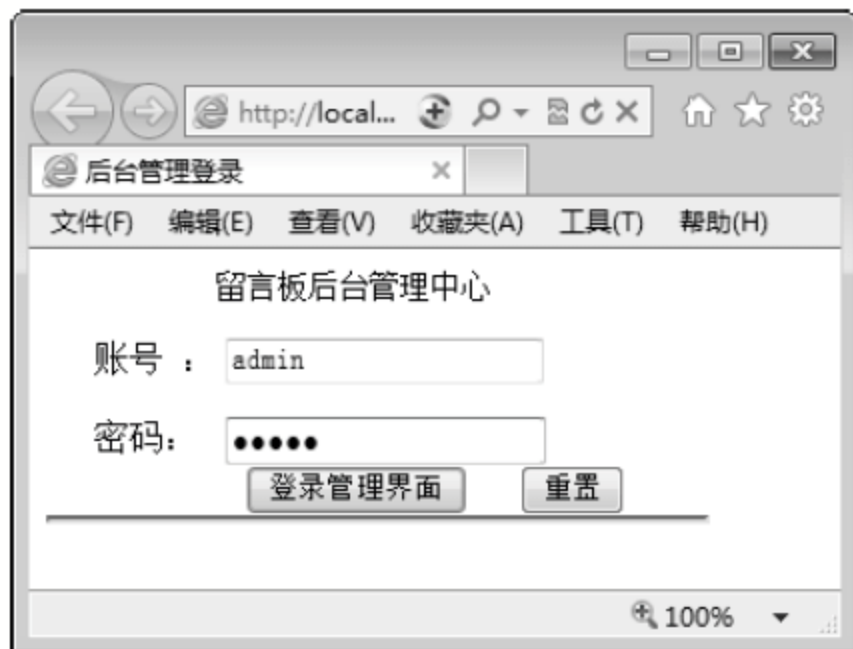 http://local...
后台管理登录
文件(F) 编辑(E) 查看(V) 收藏夹(A) 工具(T) 帮助(H)
留言板后台管理中心
账号 : admin
密码: ●●●●●
登录管理界面 重置
100%